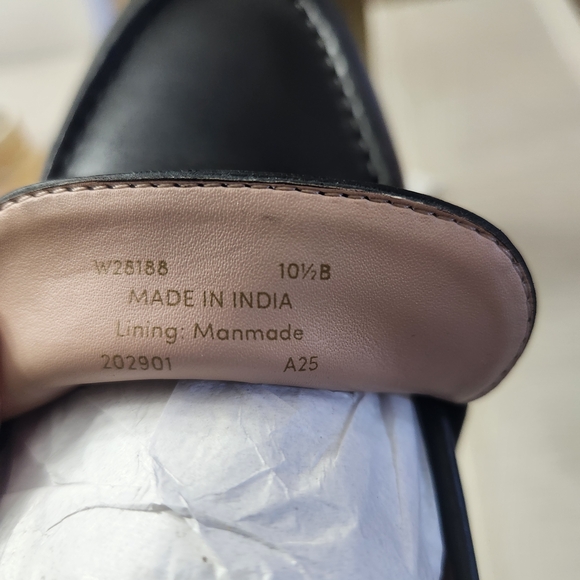 W28188 10½B
MADE IN INDIA
Lining: Manmade
202901 A25